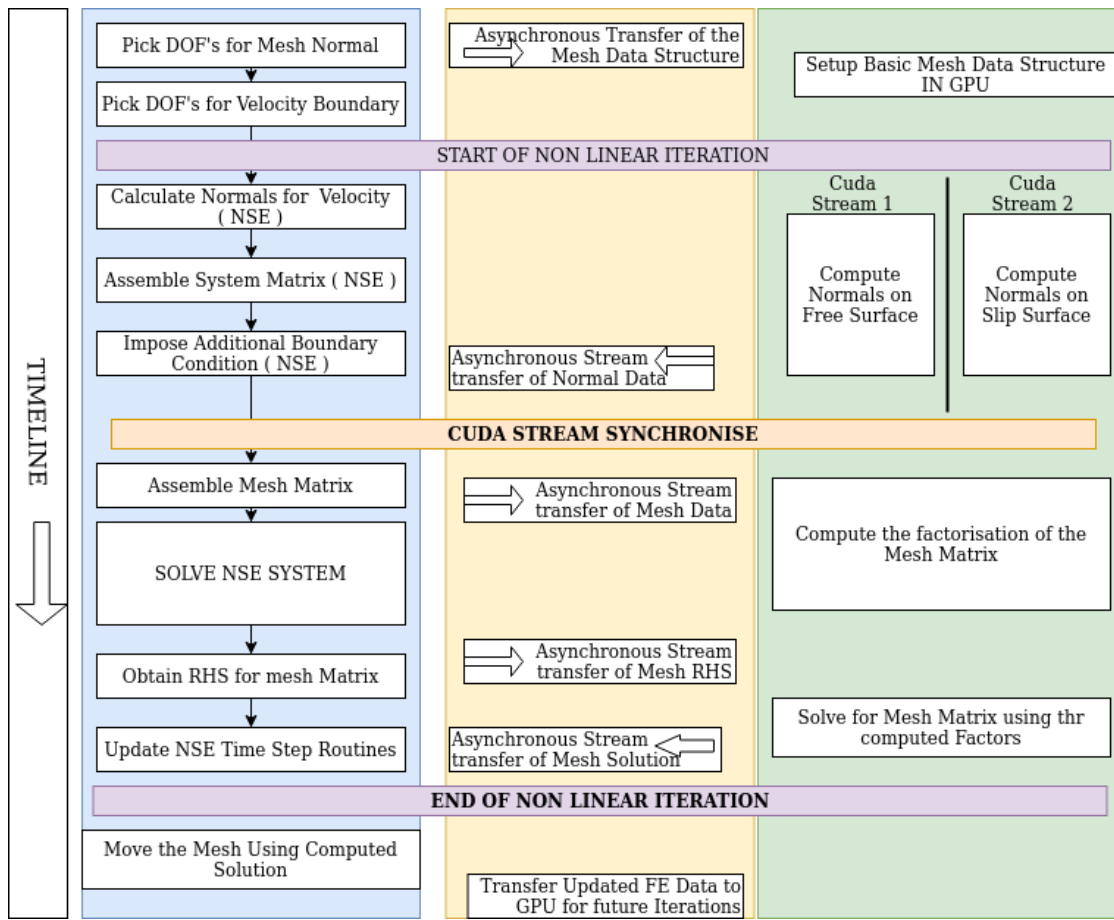 TIMELINE
Pick DOF's for Mesh Normal
Pick DOF's for Velocity Boundary
Asynchronous Transfer of the
Mesh Data Structure
Setup Basic Mesh Data Structure
IN GPU
START OF NON LINEAR ITERATION
Calculate Normals for Velocity
( NSE )
Assemble System Matrix ( NSE )
Impose Additional Boundary
Condition ( NSE )
Asynchronous Stream
transfer of Normal Data
Cuda
Stream 1
Cuda
Stream 2
Compute
Normals on
Free Surface
Compute
Normals on
Slip Surface
CUDA STREAM SYNCHRONISE
Assemble Mesh Matrix
SOLVE NSE SYSTEM
Obtain RHS for mesh Matrix
Update NSE Time Step Routines
Asynchronous Stream
transfer of Mesh Data
Asynchronous Stream
transfer of Mesh RHS
Asynchronous Stream
transfer of Mesh Solution
Compute the factorisation of the
Mesh Matrix
Solve for Mesh Matrix using thr
computed Factors
END OF NON LINEAR ITERATION
Move the Mesh Using Computed
Solution
Transfer Updated FE Data to
GPU for future Iterations